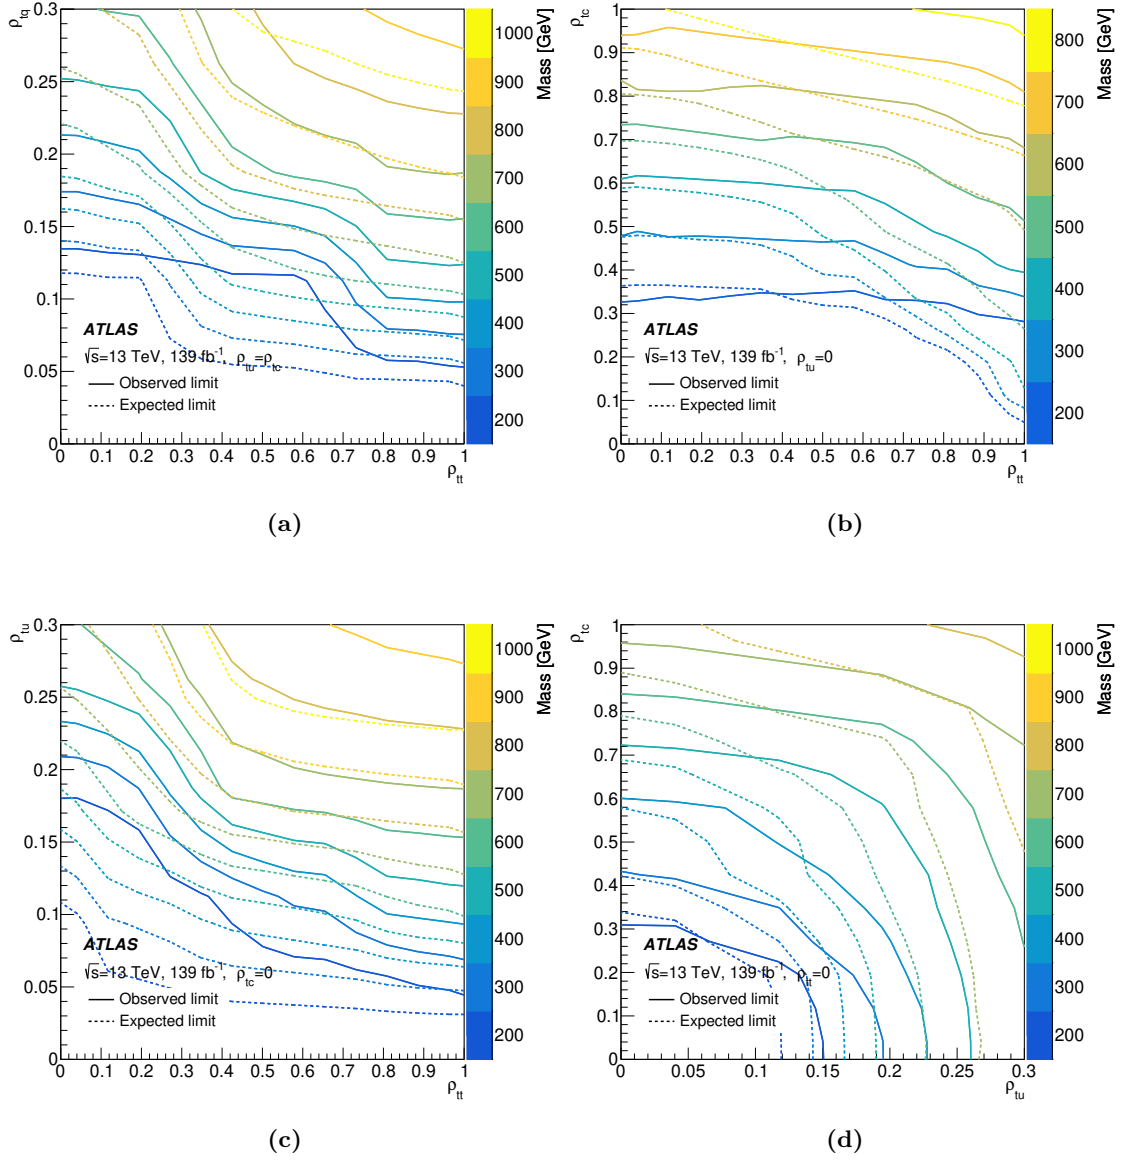 ρtq
0.3
0.25
0.2
0.15
0.1
0.05
0
0 0.1 0.2 0.3 0.4 0.5 0.6 0.7 0.8 0.9 1
ρtt
ATLAS
√s=13 TeV, 139 fb-1, ρtu=ρtc
Observed limit
Expected limit
1000
900
800
700
600
500
400
300
200
Mass [GeV]
(a)
ρtc
1
0.9
0.8
0.7
0.6
0.5
0.4
0.3
0.2
0.1
0
0 0.1 0.2 0.3 0.4 0.5 0.6 0.7 0.8 0.9 1
ρtt
ATLAS
√s=13 TeV, 139 fb-1, ρtu=0
Observed limit
Expected limit
800
700
600
500
400
300
200
Mass [GeV]
(b)
ρtu
0.3
0.25
0.2
0.15
0.1
0.05
0
0 0.1 0.2 0.3 0.4 0.5 0.6 0.7 0.8 0.9 1
ρtt
ATLAS
√s=13 TeV, 139 fb-1, ρtc=0
Observed limit
Expected limit
1000
900
800
700
600
500
400
300
200
Mass [GeV]
(c)
ρtc
1
0.9
0.8
0.7
0.6
0.5
0.4
0.3
0.2
0.1
0
0 0.05 0.1 0.15 0.2 0.25 0.3
ρtu
ATLAS
√s=13 TeV, 139 fb-1, ρtt=0
Observed limit
Expected limit
1000
900
800
700
600
500
400
300
200
Mass [GeV]
(d)